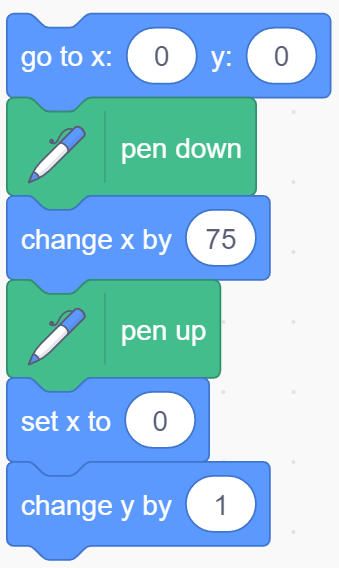 go to x: 0 y: 0
pen down
change x by 75
pen up
set x to 0
change y by 1